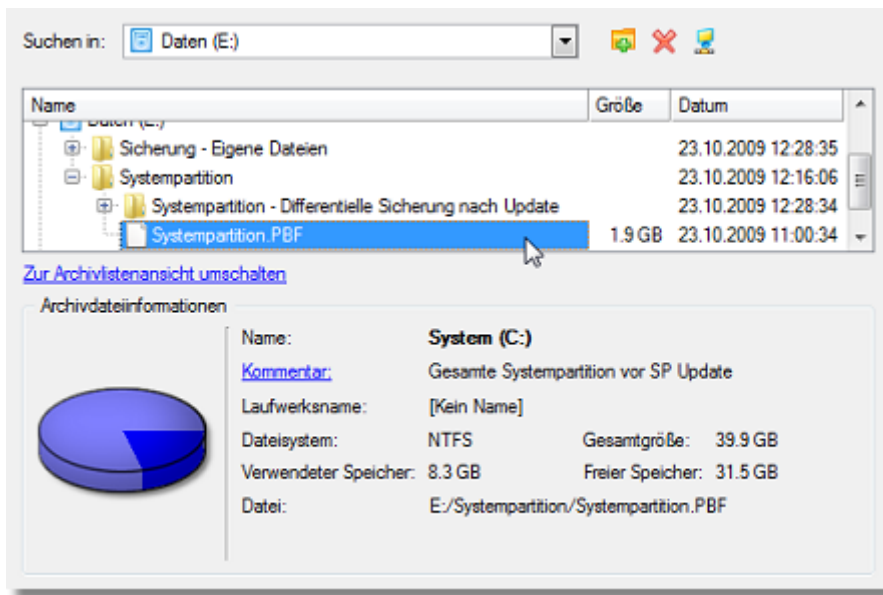 Suchen in: Daten (E:)
Name Größe Datum
Daten (E:)
Sicherung - Eigene Dateien 23.10.2009 12:28:35
Systempartition 23.10.2009 12:16:06
Systempartition - Differentielle Sicherung nach Update 23.10.2009 12:28:34
Systempartition.PBF 1.9 GB 23.10.2009 11:00:34
Zur Archivlistenansicht umschalten
Archivdateiinformationen
Name: System (C:)
Kommentar: Gesamte Systempartition vor SP Update
Laufwerksname: [Kein Name]
Dateisystem: NTFS Gesamtgröße: 39.9 GB
Verwendeter Speicher: 8.3 GB Freier Speicher: 31.5 GB
Datei: E:/Systempartition/Systempartition.PBF